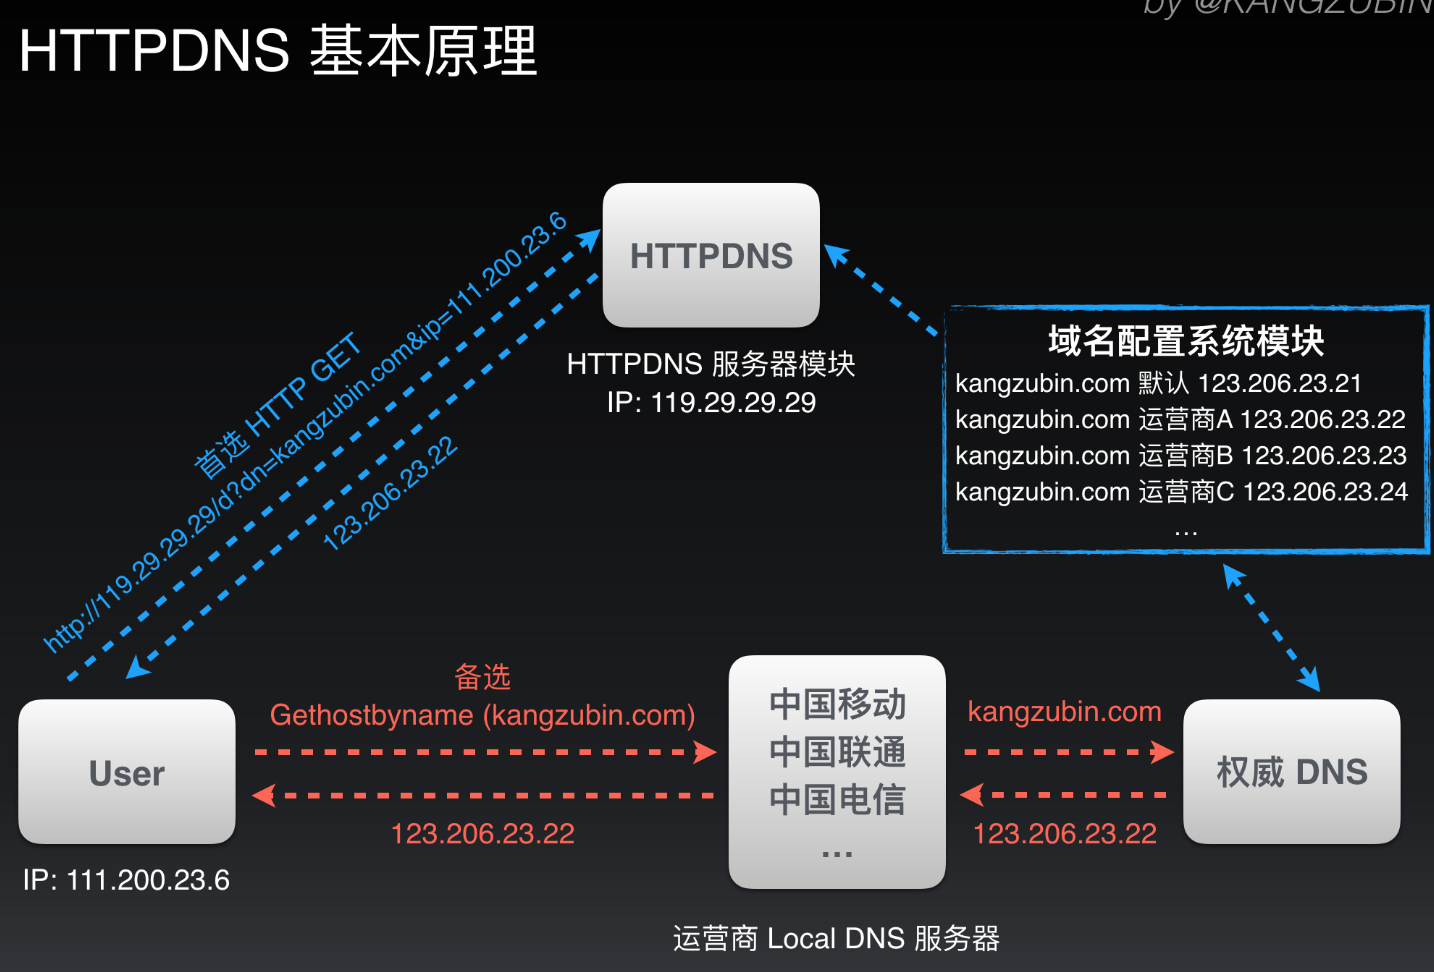 by @KANGZUBIN
HTTPDNS 基本原理
HTTPDNS
HTTPDNS 服务器模块
IP: 119.29.29.29
首选 HTTP GET
http://119.29.29.29/d?dn=kangzubin.com&ip=111.200.23.6
123.206.23.22
域名配置系统模块
kangzubin.com 默认 123.206.23.21
kangzubin.com 运营商A 123.206.23.22
kangzubin.com 运营商B 123.206.23.23
kangzubin.com 运营商C 123.206.23.24
...
User
IP: 111.200.23.6
备选
Gethostbyname (kangzubin.com)
123.206.23.22
中国移动
中国联通
中国电信
...
运营商 Local DNS 服务器
kangzubin.com
123.206.23.22
权威 DNS